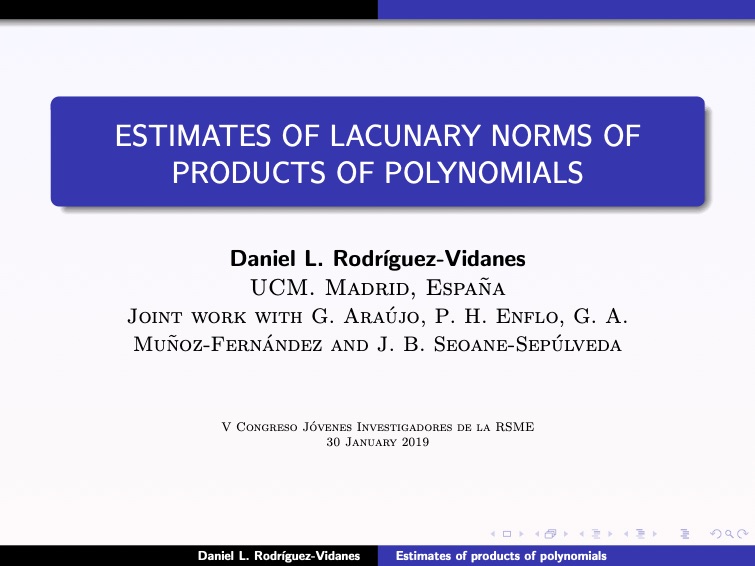 ESTIMATES OF LACUNARY NORMS OF
PRODUCTS OF POLYNOMIALS
Daniel L. Rodríguez-Vidanes
UCM. Madrid, España
Joint work with G. Araújo, P. H. Enflo, G. A.
Muñoz-Fernández and J. B. Seoane-Sepúlveda
V Congreso Jóvenes Investigadores de la RSME
30 January 2019
Daniel L. Rodríguez-Vidanes Estimates of products of polynomials